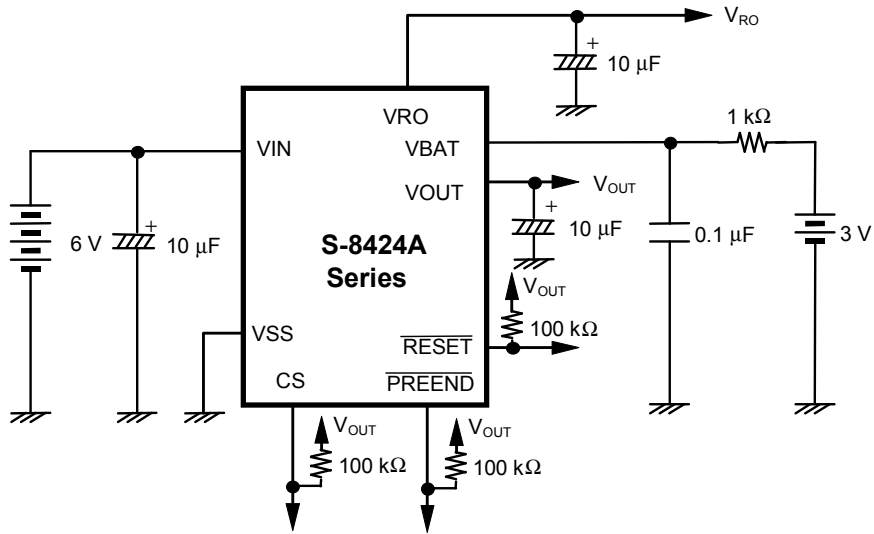 V_RO
+
10 μF
VRO
1 kΩ
VIN
VBAT
VOUT
V_OUT
+
6 V
10 μF
+
10 μF
S-8424A
Series
0.1 μF
3 V
V_OUT
100 kΩ
VSS
RESET
CS
PREEND
V_OUT
100 kΩ
V_OUT
100 kΩ